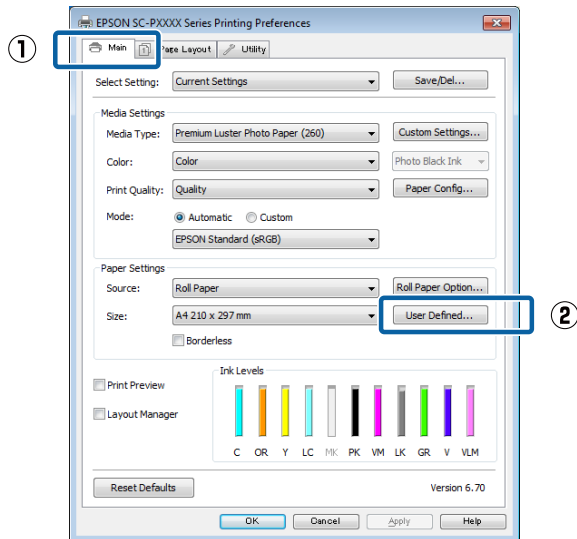 EPSON SC-PXXXX Series Printing Preferences
① Main Page Layout Utility
Select Setting: Current Settings Save/Del...
Media Settings
Media Type: Premium Luster Photo Paper (260) Custom Settings...
Color: Color Photo Black Ink
Print Quality: Quality Paper Config...
Mode: Automatic Custom
EPSON Standard (sRGB)
Paper Settings
Source: Roll Paper Roll Paper Option...
Size: A4 210 x 297 mm User Defined... ②
Borderless
Ink Levels
Print Preview
Layout Manager
C OR Y LC MK PK VM LK GR V VLM
Reset Defaults Version 6.70
OK Cancel Apply Help